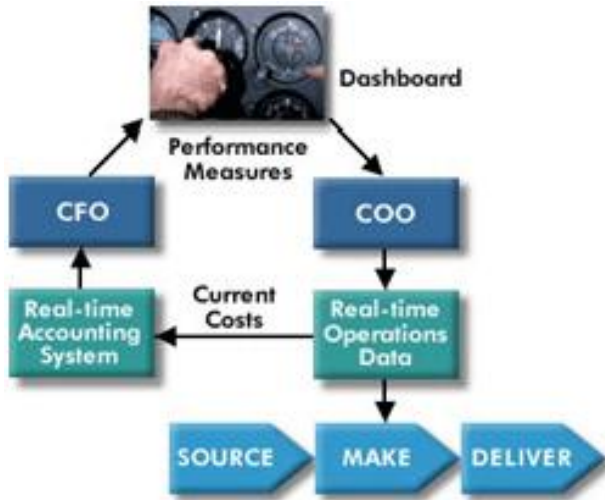 Dashboard
Performance
Measures
CFO
COO
Real-time
Accounting
System
Current
Costs
Real-time
Operations
Data
SOURCE
MAKE
DELIVER